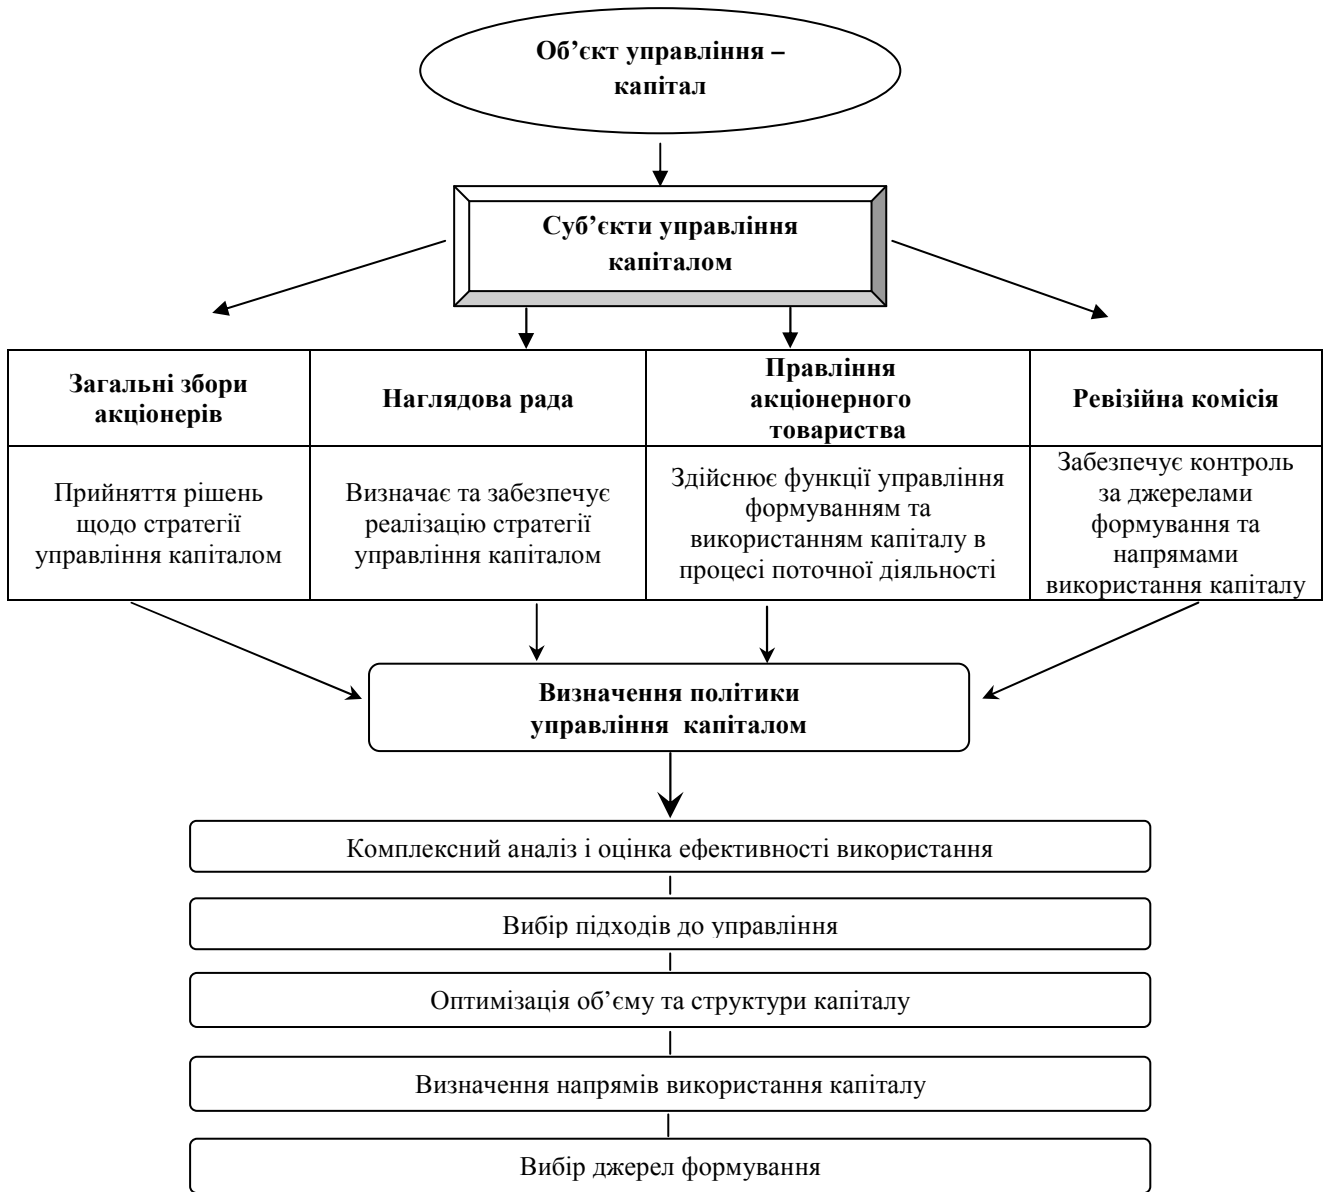 Об’єкт управління –
капітал
Суб’єкти управління
капіталом
Загальні збори
акціонерів
Наглядова рада
Правління
акціонерного
товариства
Ревізійна комісія
Прийняття рішень
щодо стратегії
управління капіталом
Визначає та забезпечує
реалізацію стратегії
управління капіталом
Здійснює функції управління
формуванням та
використанням капіталу в
процесі поточної діяльності
Забезпечує контроль
за джерелами
формування та
напрямами
використання капіталу
Визначення політики
управління капіталом
Комплексний аналіз і оцінка ефективності використання
Вибір підходів до управління
Оптимізація об’єму та структури капіталу
Визначення напрямів використання капіталу
Вибір джерел формування